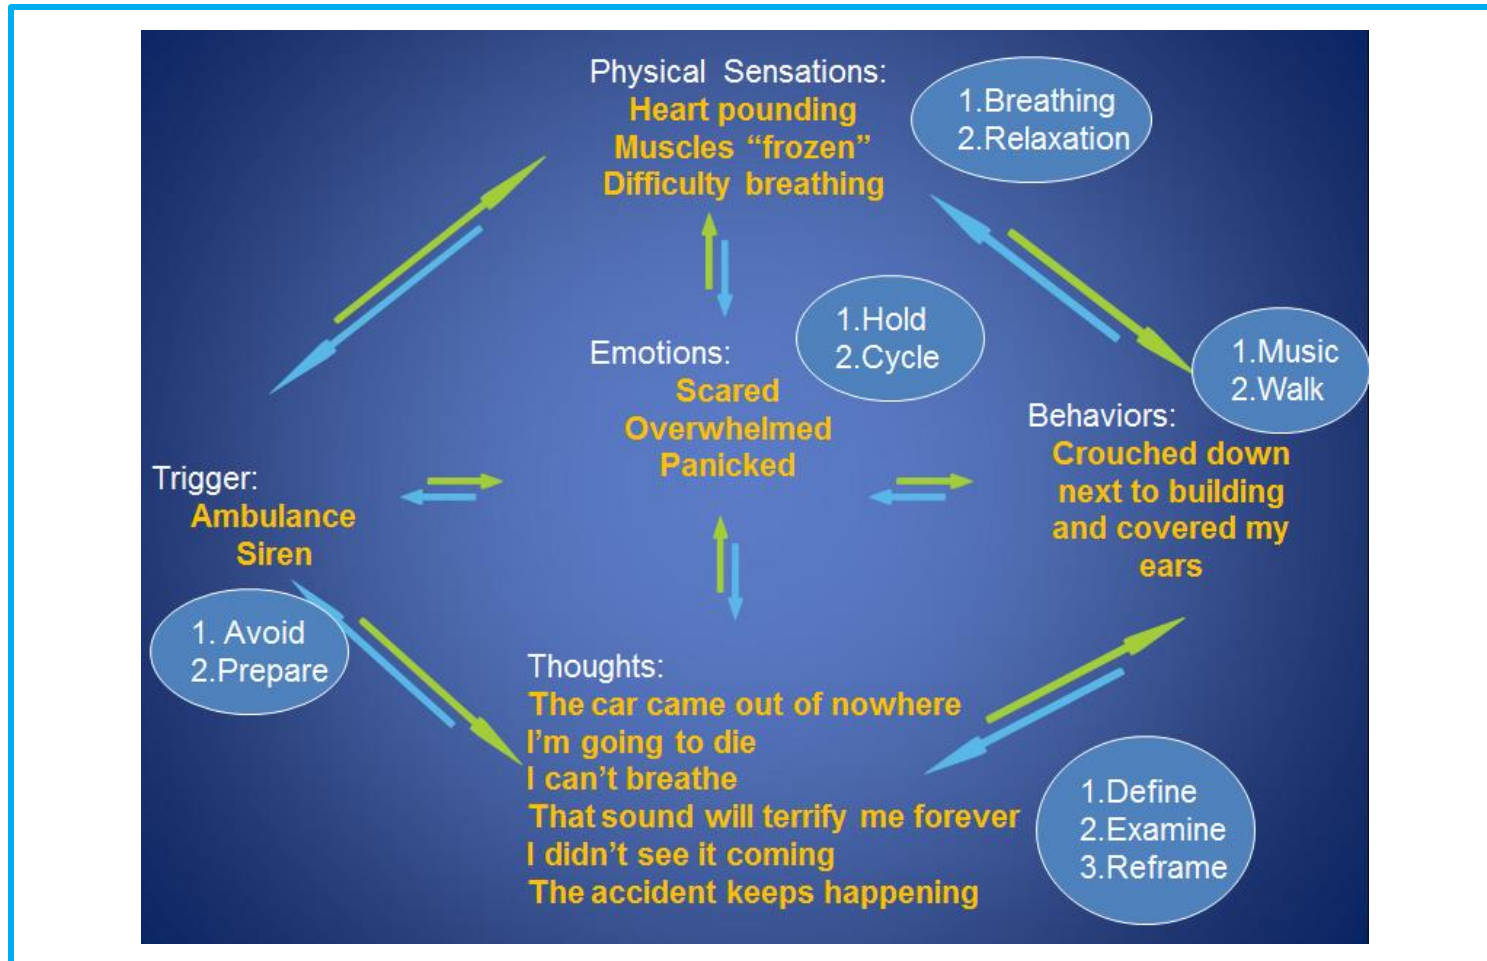 Physical Sensations:
Heart pounding
Muscles “frozen”
Difficulty breathing
1.Breathing
2.Relaxation
1.Hold
2.Cycle
Emotions:
Scared
Overwhelmed
Panicked
1.Music
2.Walk
Behaviors:
Crouched down
next to building
and covered my
ears
Trigger:
Ambulance
Siren
1. Avoid
2.Prepare
Thoughts:
The car came out of nowhere
I’m going to die
I can’t breathe
That sound will terrify me forever
I didn’t see it coming
The accident keeps happening
1.Define
2.Examine
3.Reframe